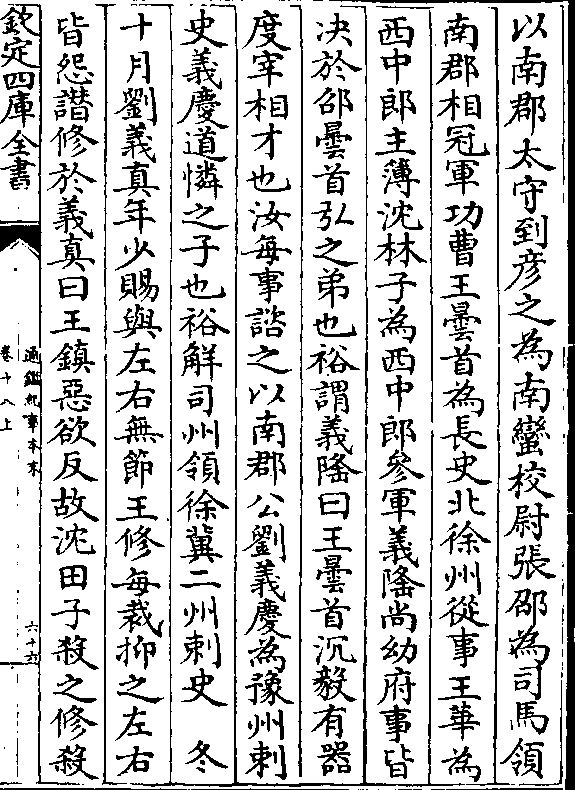 以南郡太守到彦之為南蠻校尉張邵為司馬領
南郡相冠軍功曹王曇首為長史北徐州從事王華為
西中郎主薄沈林子為西中郎參軍義隆尚幼府事皆
決於邵曇首弘之弟也裕謂義隆曰王曇首沉毅有器
度宰相才也汝每事諮之以南郡公劉義慶為豫州刺
史義慶道憐之子也裕解司州領徐冀二州刺史　冬
十月劉義真年少賜與左右無節王修每裁抑之左右
皆怨譖修於義真曰王鎮惡欲反故沈田子殺之修殺
欽定四庫全書
通鑑紀事本末
卷十八上
六十六